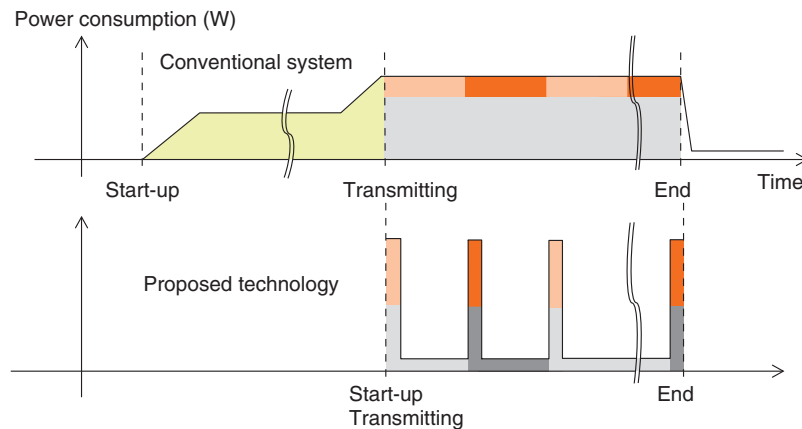 Power consumption (W)
Conventional system
Start-up
Transmitting
End
Time
Proposed technology
Start-up
Transmitting
End